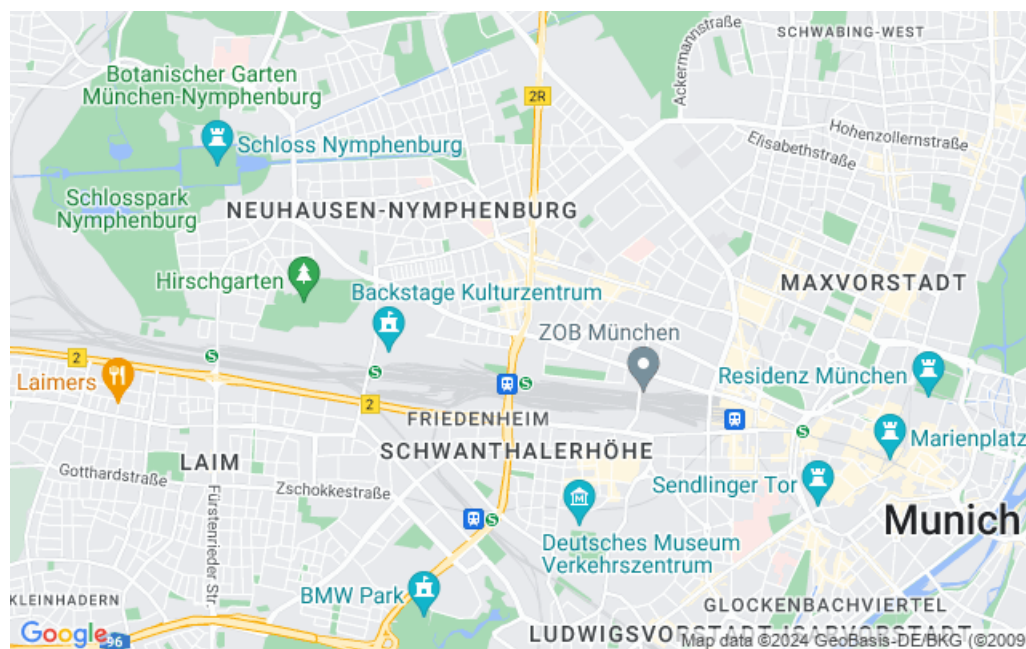 SCHWABING-WEST
Ackermannstraße
Botanischer Garten
München-Nymphenburg
2R
Hohenzollernstraße
Elisabethstraße
Schloss Nymphenburg
Schlosspark
Nymphenburg
NEUHAUSEN-NYMPHENBURG
Hirschgarten
MAXVORSTADT
Backstage Kulturzentrum
ZOB München
2
S
Laimers
S
S
Residenz München
2
FRIEDENHEIM
S
Marienplatz
SCHWANTHALERHÖHE
LAIM
Gotthardstraße
Zschokkestraße
Sendlinger Tor
Fürstenrieder Str.
M
S
Munich
Deutsches Museum
Verkehrszentrum
BMW Park
KLEINHADERN
GLOCKENBACHVITERTEL
Google
96
LUDWIGSVORSTADT-ISARVORSTADT
Map data ©2024 GeoBasis-DE/BKG (©2009